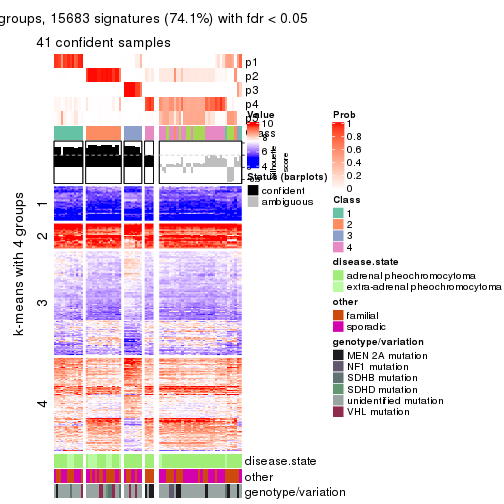 groups, 15683 signatures (74.1%) with fdr < 0.05
41 confident samples
p1
p2
p3
p4
Value
10
8
6
4
Class
Silhouette
score
Status (barplots)
confident
ambiguous
Prob
1
0.8
0.6
0.4
0.2
0
Class
1
2
3
4
disease.state
adrenal pheochromocytoma
extra-adrenal pheochromocytoma
other
familial
sporadic
genotype/variation
MEN 2A mutation
NF1 mutation
SDHB mutation
SDHD mutation
unidentified mutation
VHL mutation
k-means with 4 groups
1
2
3
4
disease.state
other
genotype/variation